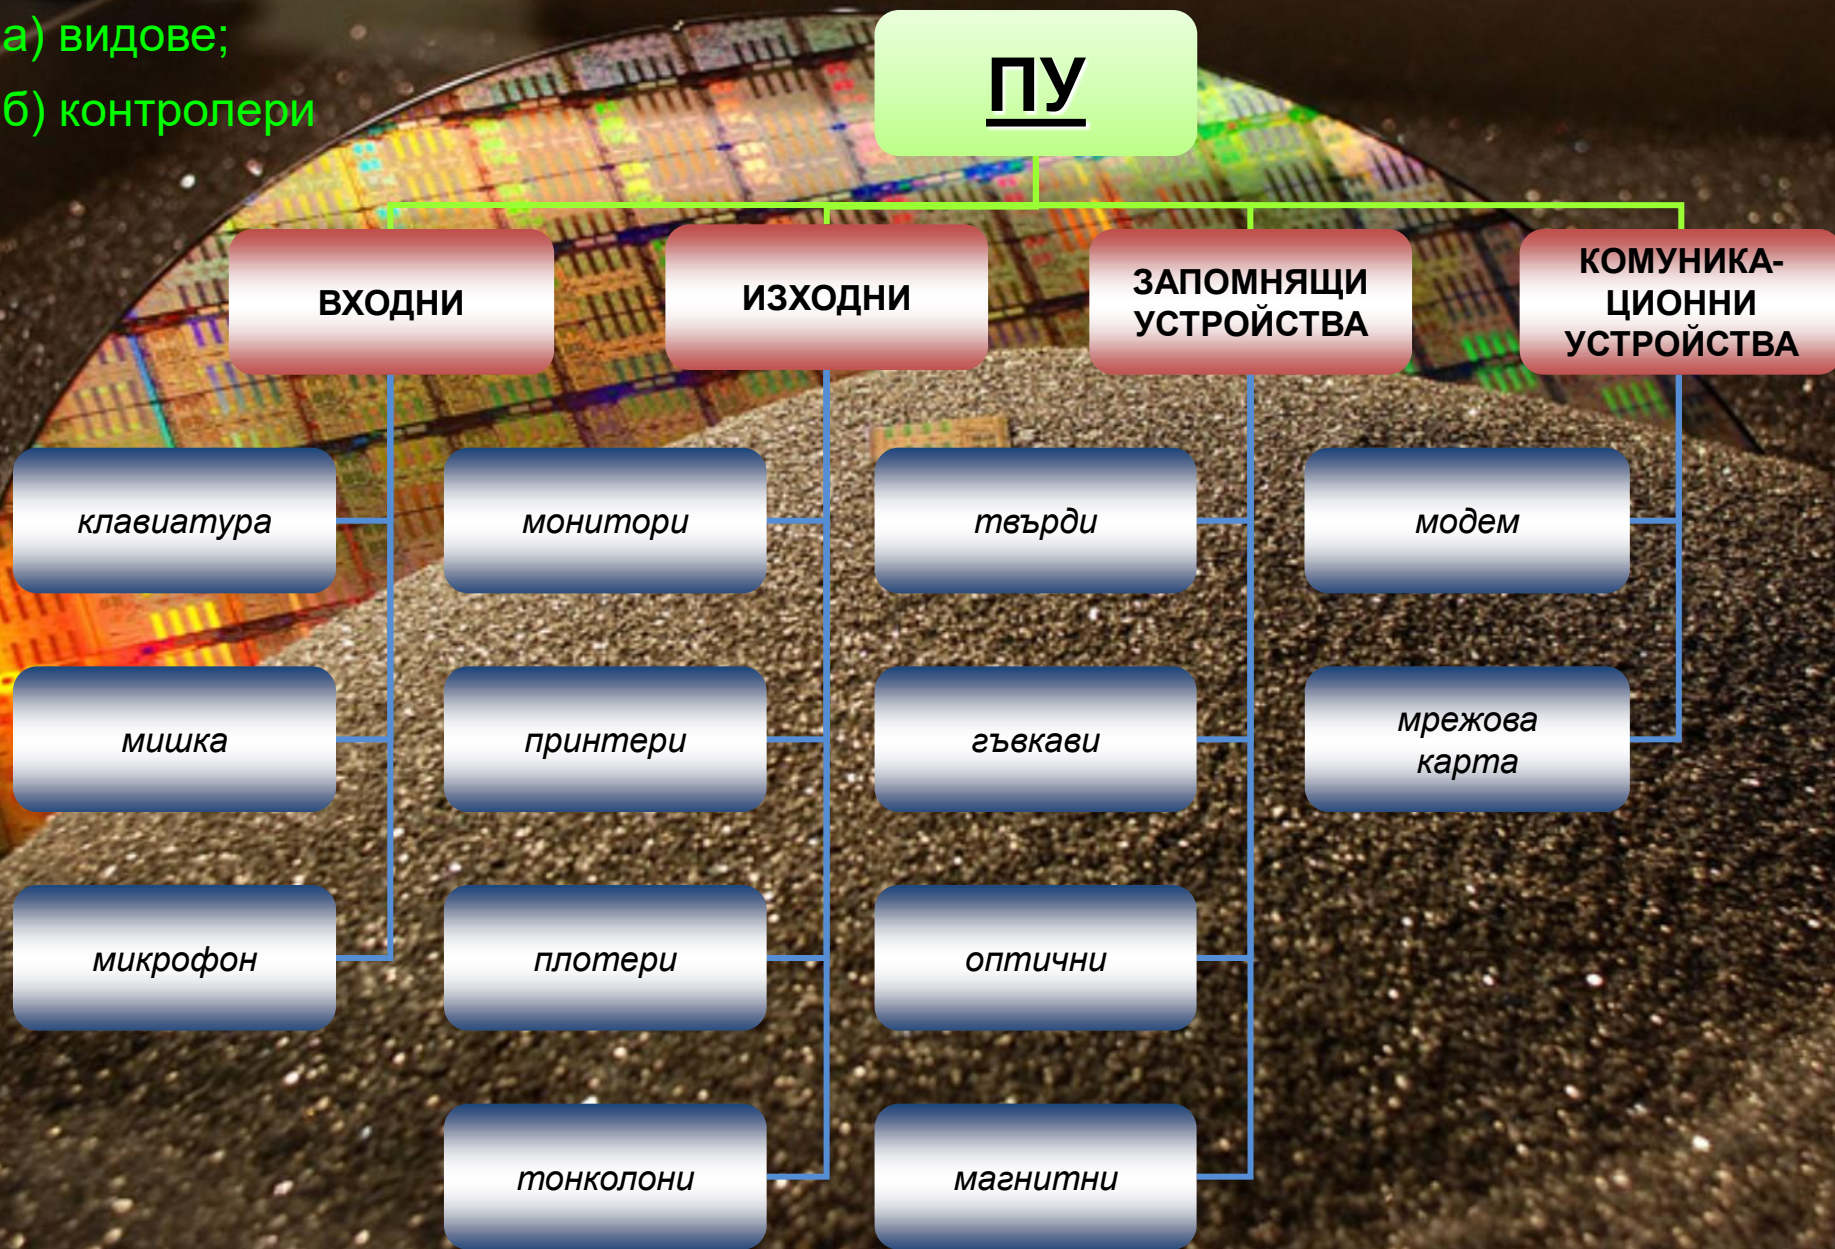 а) видове;
б) контролери
ПУ
ВХОДНИ
ИЗХОДНИ
ЗАПОМНЯЩИ
УСТРОЙСТВА
КОМУНИКА-
ЦИОННИ
УСТРОЙСТВА
клавиатура
монитори
твърди
модем
мишка
принтери
гъвкави
мрежова
карта
микрофон
плотери
оптични
тонколони
магнитни